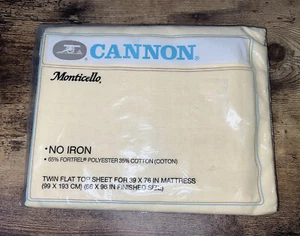 CANNON®
Monticello®
• NO IRON
• 65% FORTREL® POLYESTER 35% COTTON (COTON)
TWIN FLAT TOP SHEET FOR 39 X 76 IN MATTRESS
(99 X 193 CM) (66 X 96 IN FINISHED SIZE)